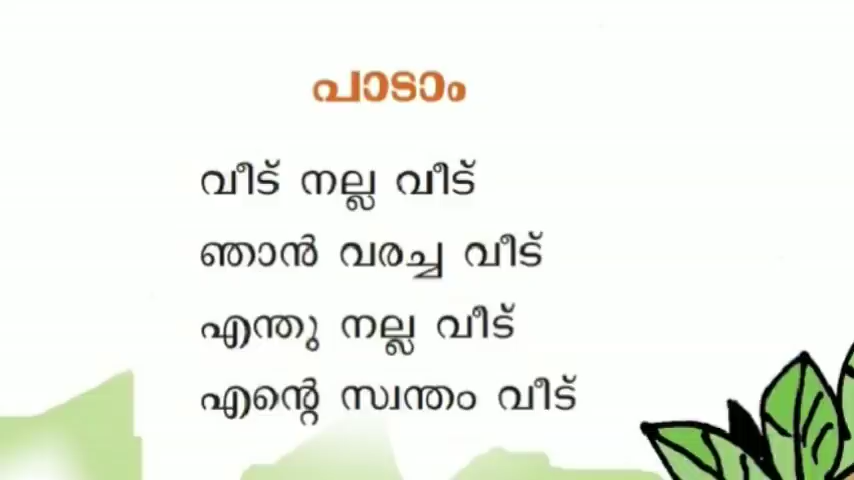 പാടാം
വീട് നല്ല വീട്
ഞാൻ വരച്ച വീട്
എന്തു നല്ല വീട്
എന്റെ സ്വന്തം വീട്